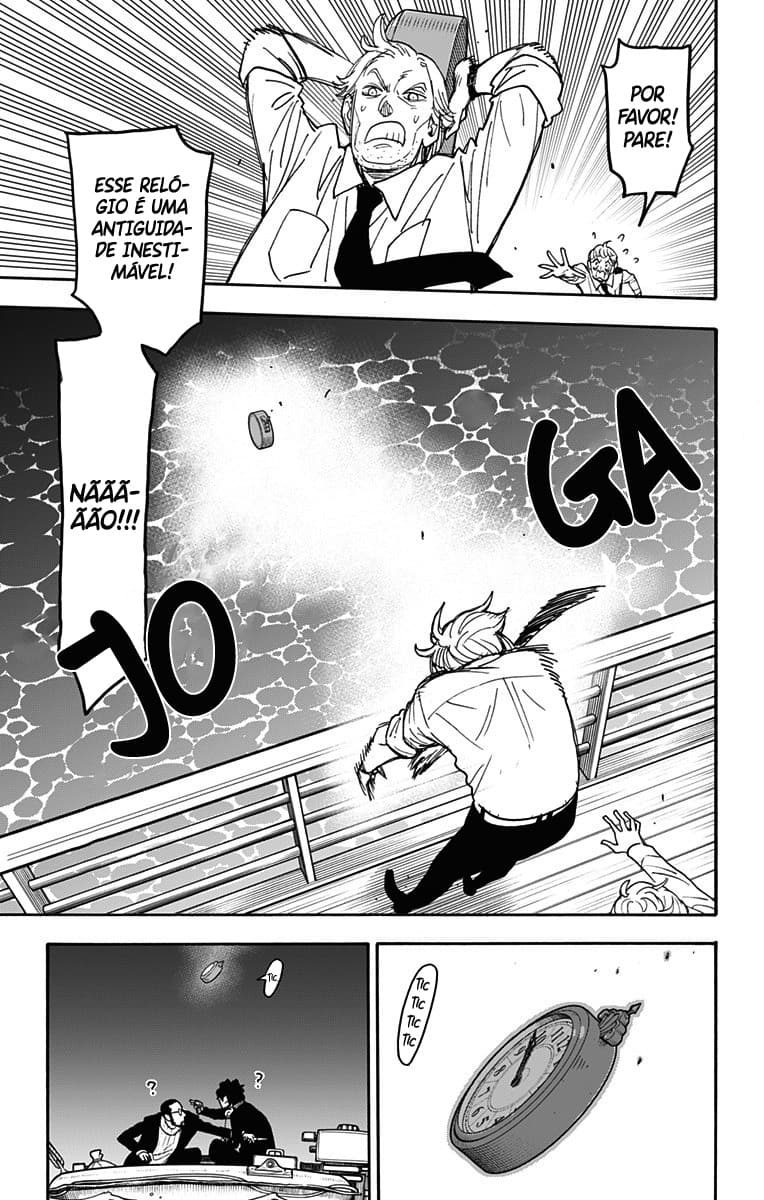 POR
FAVOR!
PARE!
ESSE RELÓ-
GIO É UMA
ANTIGUIDA-
DE INESTI-
MÁVEL!
NÃÃÃ-
ÃÃO!!!
GA
JO
TIC
TIC
TIC
TIC
TIC
?
?